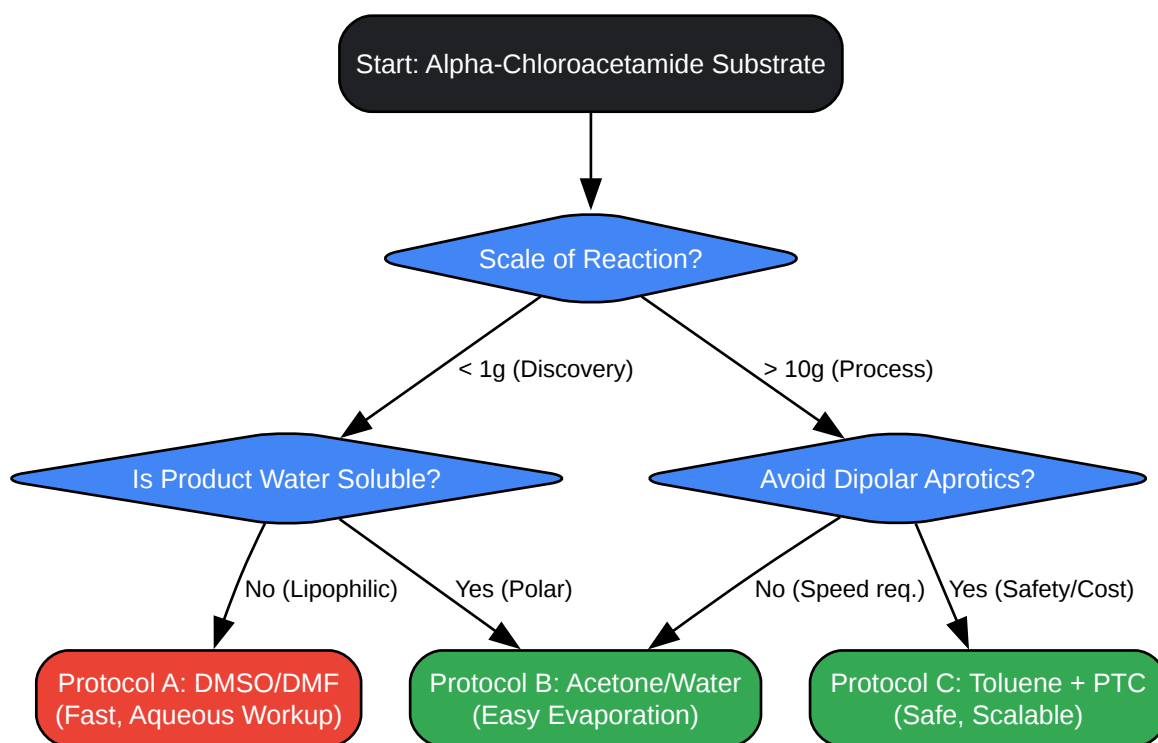 Start: Alpha-Chloroacetamide Substrate
Scale of Reaction?
< 1g (Discovery)
> 10g (Process)
Is Product Water Soluble?
Avoid Dipolar Aprotics?
No (Lipophilic)
Yes (Polar)
No (Speed req.)
Yes (Safety/Cost)
Protocol A: DMSO/DMF
(Fast, Aqueous Workup)
Protocol B: Acetone/Water
(Easy Evaporation)
Protocol C: Toluene + PTC
(Safe, Scalable)